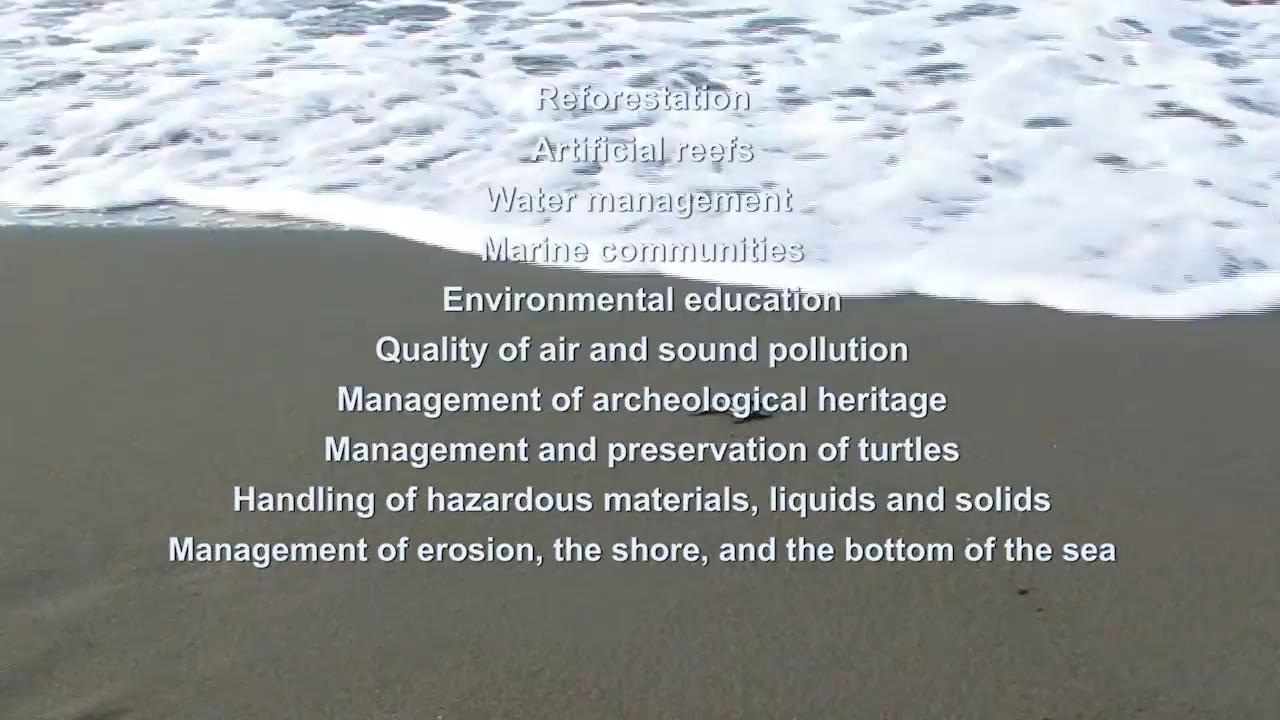 Reforestation
Artificial reefs
Water management
Marine communities
Environmental education
Quality of air and sound pollution
Management of archeological heritage
Management and preservation of turtles
Handling of hazardous materials, liquids and solids
Management of erosion, the shore, and the bottom of the sea